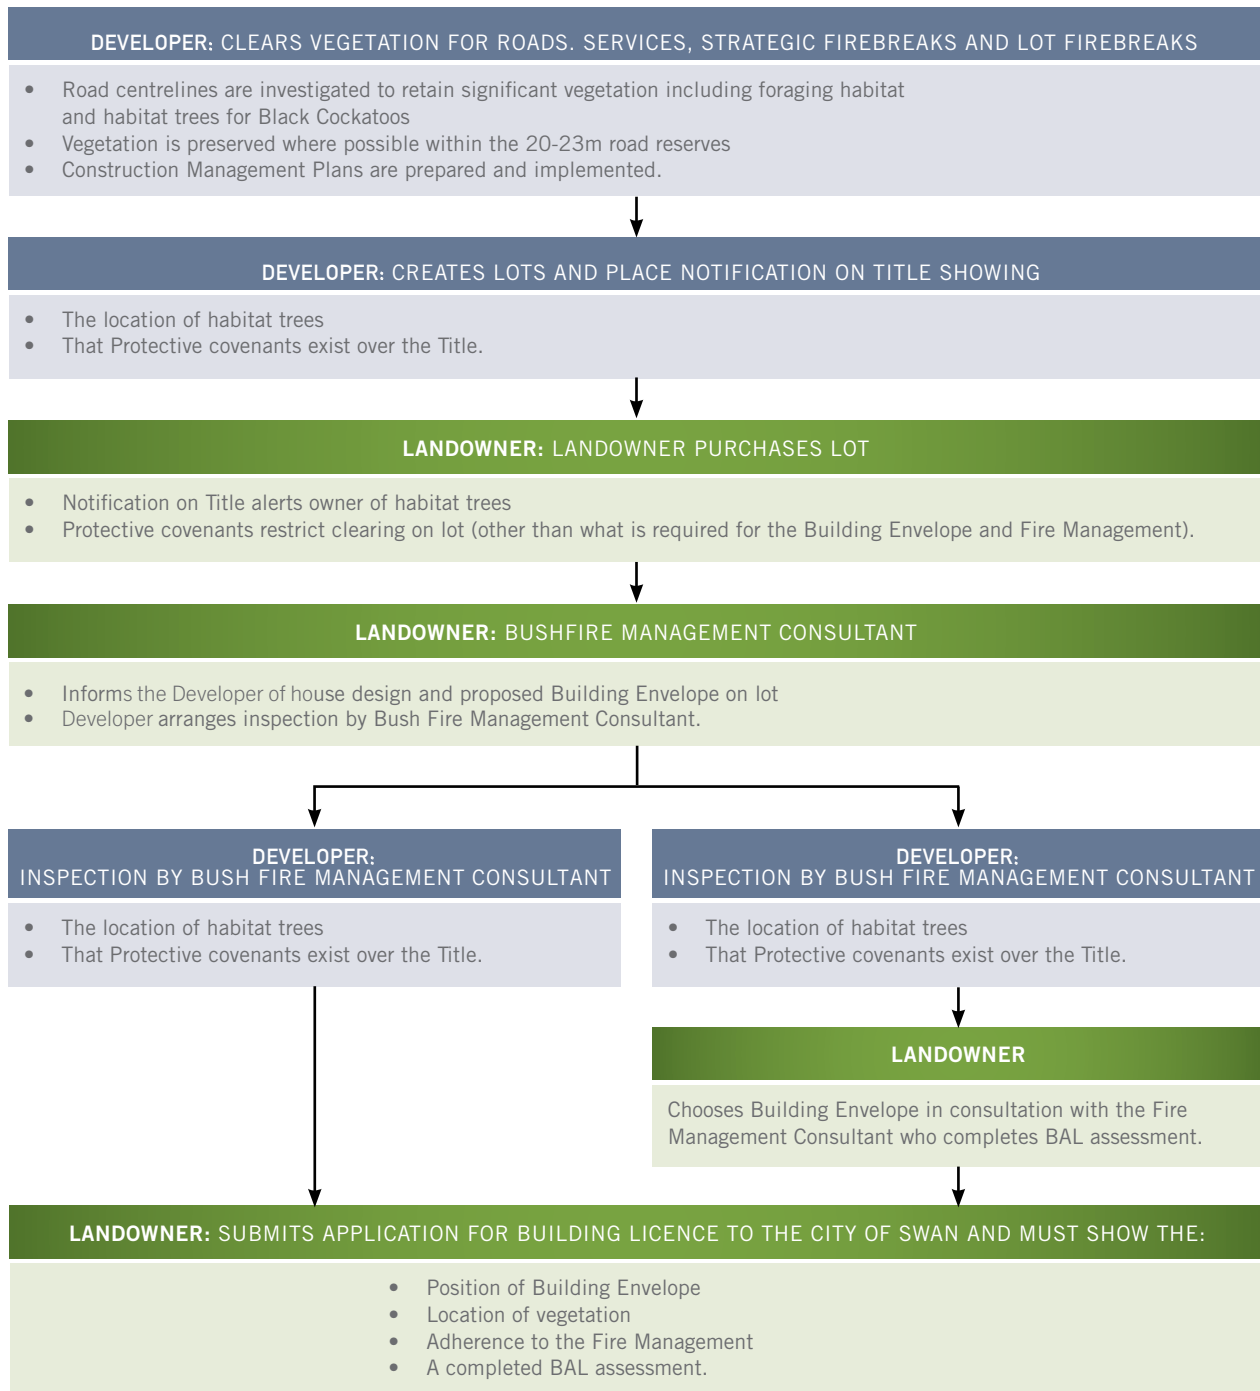 DEVELOPER: CLEARS VEGETATION FOR ROADS. SERVICES, STRATEGIC FIREBREAKS AND LOT FIREBREAKS
• Road centrelines are investigated to retain significant vegetation including foraging habitat
and habitat trees for Black Cockatoos
• Vegetation is preserved where possible within the 20-23m road reserves
• Construction Management Plans are prepared and implemented.
DEVELOPER: CREATES LOTS AND PLACE NOTIFICATION ON TITLE SHOWING
• The location of habitat trees
• That Protective covenants exist over the Title.
LANDOWNER: LANDOWNER PURCHASES LOT
• Notification on Title alerts owner of habitat trees
• Protective covenants restrict clearing on lot (other than what is required for the Building Envelope and Fire Management).
LANDOWNER: BUSHFIRE MANAGEMENT CONSULTANT
• Informs the Developer of house design and proposed Building Envelope on lot
• Developer arranges inspection by Bush Fire Management Consultant.
DEVELOPER:
INSPECTION BY BUSH FIRE MANAGEMENT CONSULTANT
• The location of habitat trees
• That Protective covenants exist over the Title.
DEVELOPER:
INSPECTION BY BUSH FIRE MANAGEMENT CONSULTANT
• The location of habitat trees
• That Protective covenants exist over the Title.
LANDOWNER
Chooses Building Envelope in consultation with the Fire
Management Consultant who completes BAL assessment.
LANDOWNER: SUBMITS APPLICATION FOR BUILDING LICENCE TO THE CITY OF SWAN AND MUST SHOW THE:
• Position of Building Envelope
• Location of vegetation
• Adherence to the Fire Management
• A completed BAL assessment.